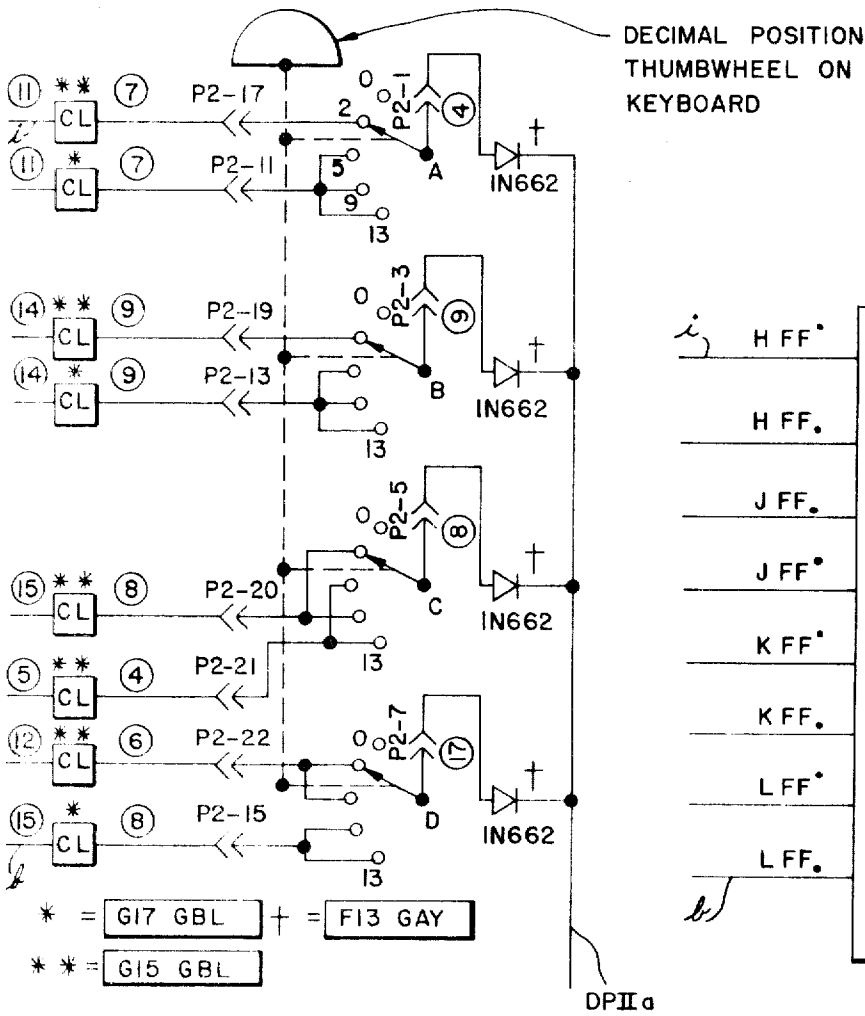 DECIMAL POSITION
THUMBWHEEL ON
KEYBOARD
11 ** 7 P2-17 2 0 P2-1 4 †
i CL A 1N662
11 * 7 P2-11 5
CL 9
13
14 ** 9 P2-19 0 P2-3 9 †
CL B 1N662
14 * 9 P2-13
CL 13
0 P2-5 8 †
15 ** 8 P2-20 C 1N662
CL 13
5 ** 4 P2-21
CL
12 ** 6 P2-22 0 P2-7 17 †
CL D 1N662
15 * 8 P2-15
b CL 13
* = G17 GBL † = F13 GAY
** = G15 GBL
DPIIa
i H FF•
H FF.
J FF.
J FF•
K FF•
K FF.
L FF•
L FF.
b